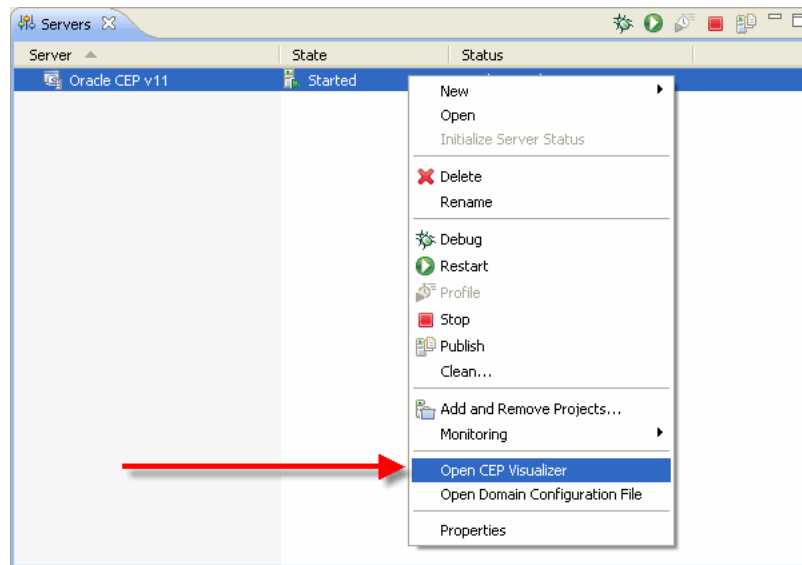 Servers
Server State Status
Oracle CEP v11 Started
New
Open
Initialize Server Status
Delete
Rename
Debug
Restart
Profile
Stop
Publish
Clean...
Add and Remove Projects...
Monitoring
Open CEP Visualizer
Open Domain Configuration File
Properties